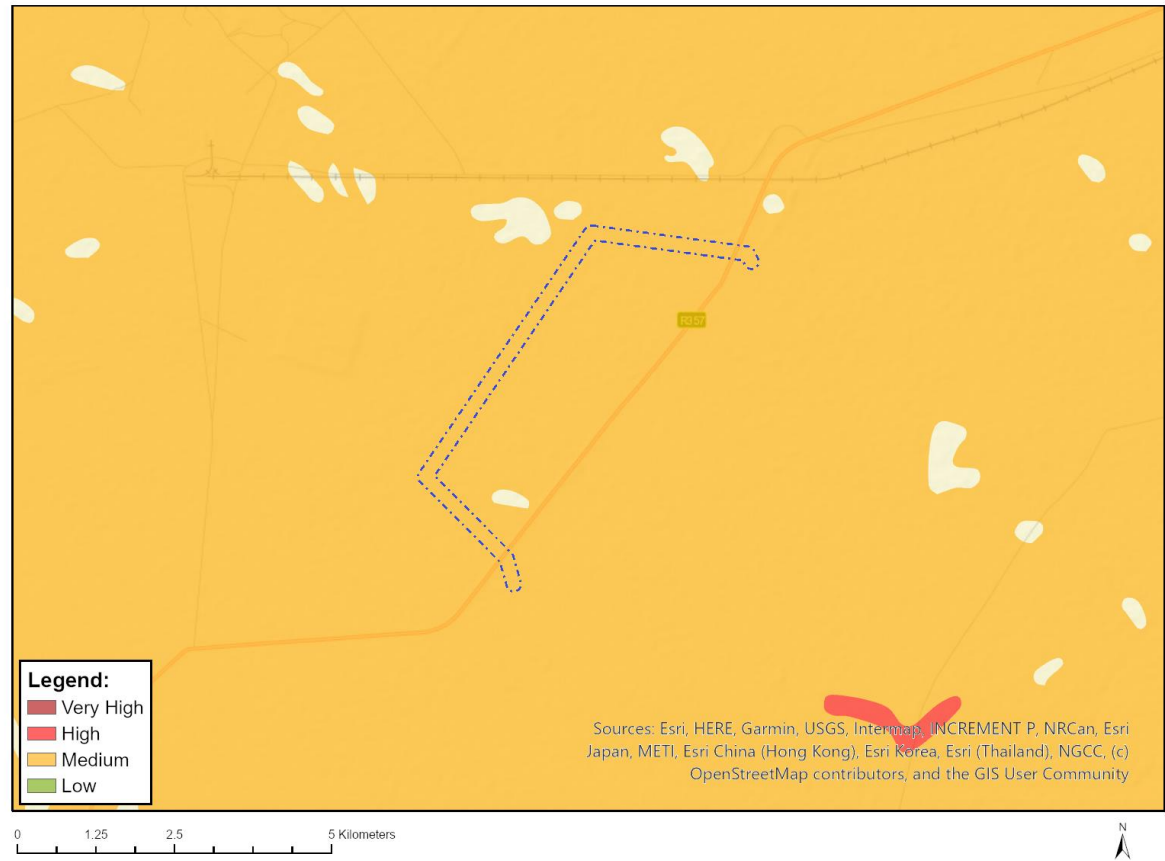 R357
Legend:
Very High
High
Medium
Low
Sources: Esri, HERE, Garmin, USGS, Intermap, INCREMENT P, NRCan, Esri
Japan, METI, Esri China (Hong Kong), Esri Korea, Esri (Thailand), NGCC, (c)
OpenStreetMap contributors, and the GIS User Community
0 1.25 2.5 5 Kilometers
N